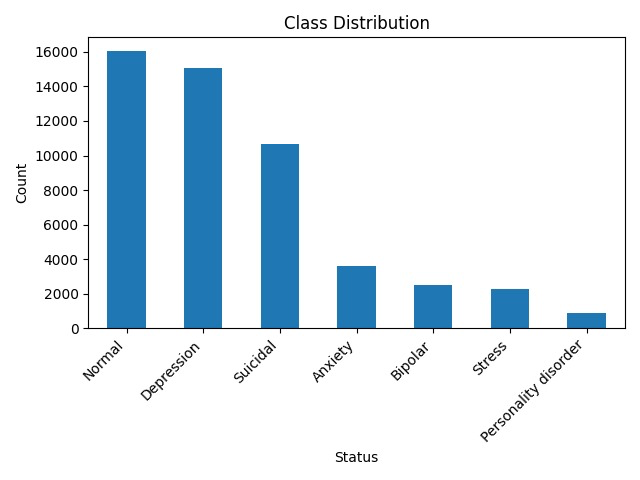 Class Distribution
16000
14000
12000
10000
8000
6000
4000
2000
0
Count
Normal
Depression
Suicidal
Anxiety
Bipolar
Stress
Personality disorder
Status